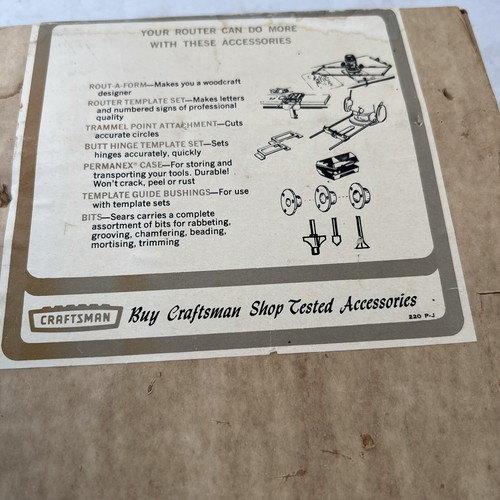 YOUR ROUTER CAN DO MORE
WITH THESE ACCESSORIES
ROUT-A-FORM—Makes you a woodcraft
designer
ROUTER TEMPLATE SET—Makes letters
and numbered signs of professional
quality
TRAMMEL POINT ATTACHMENT—Cuts
accurate circles
BUTT HINGE TEMPLATE SET—Sets
hinges accurately, quickly
PERMANEX® CASE—For storing and
transporting your tools. Durable!
Won't crack, peel or rust
TEMPLATE GUIDE BUSHINGS—For use
with template sets
BITS—Sears carries a complete
assortment of bits for rabbeting,
grooving, chamfering, beading,
mortising, trimming
CRAFTSMAN Buy Craftsman Shop Tested Accessories
220 P-J